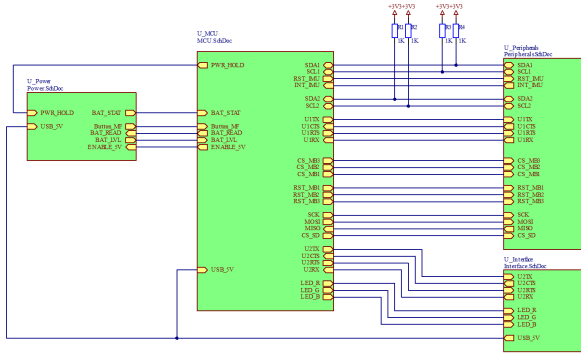 +3V3+3V3
+3V3+3V3
R1
R2
R3
R4
1K
1K
1K
1K
U_Power
Power.SchDoc
PWR_HOLD
BAT_STAT
USB_5V
Button_MF
BAT_READ
BAT_LVL
ENABLE_5V
U_MCU
MCU.SchDoc
PWR_HOLD
BAT_STAT
Button_MF
BAT_READ
BAT_LVL
ENABLE_5V
USB_5V
SDA1
SCL1
RST_IMU
INT_IMU
SDA2
SCL2
U1TX
U1CTS
U1RTS
U1RX
CS_MB3
CS_MB2
CS_MB1
RST_MB1
RST_MB2
RST_MB3
SCK
MOSI
MISO
CS_SD
U2TX
U2CTS
U2RTS
U2RX
LED_R
LED_G
LED_B
U_Peripherals
Peripherals.SchDoc
SDA1
SCL1
RST_IMU
INT_IMU
SDA2
SCL2
U1TX
U1CTS
U1RTS
U1RX
CS_MB3
CS_MB2
CS_MB1
RST_MB1
RST_MB2
RST_MB3
SCK
MOSI
MISO
CS_SD
U_Interface
Interface.SchDoc
U2TX
U2CTS
U2RTS
U2RX
LED_R
LED_G
LED_B
USB_5V